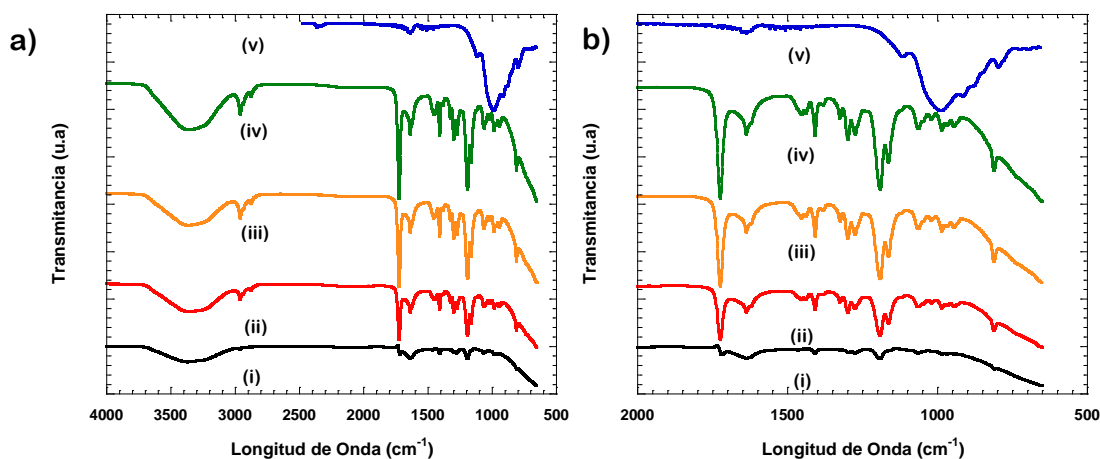 a)
Transmitancia (u.a)
(v)
(iv)
(iii)
(ii)
(i)
4000 3500 3000 2500 2000 1500 1000 500
Longitud de Onda (cm⁻¹)
b)
Transmitancia (u.a)
(v)
(iv)
(iii)
(ii)
(i)
2000 1500 1000 500
Longitud de Onda (cm⁻¹)